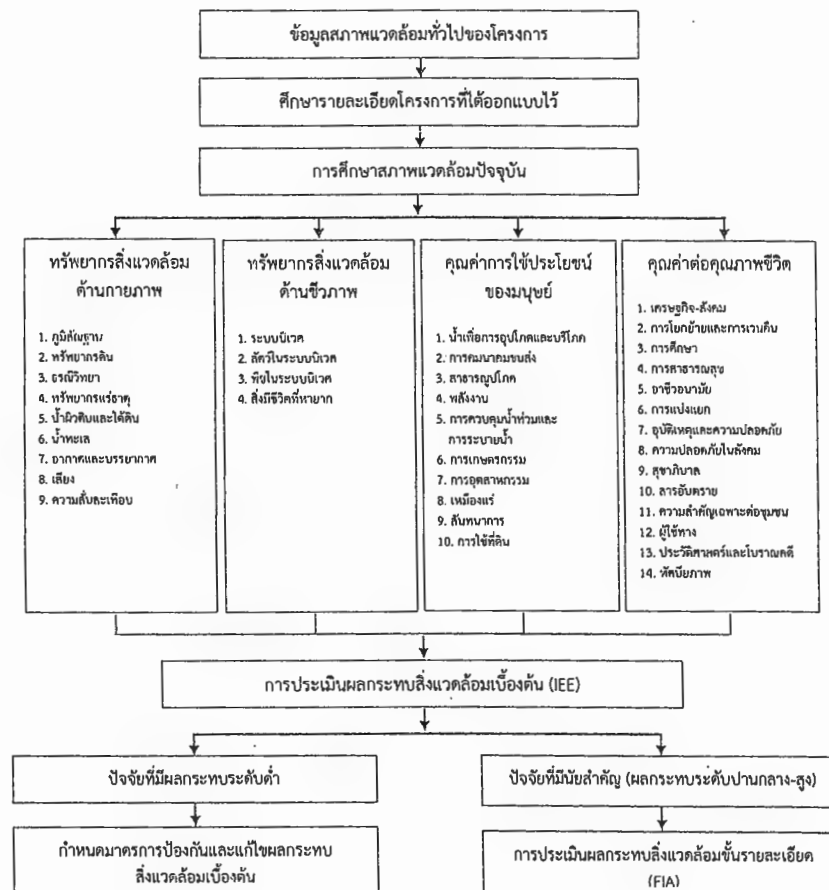 ข้อมูลสภาพแวดล้อมทั่วไปของโครงการ
ศึกษารายละเอียดโครงการที่ได้ออกแบบไว้
การศึกษาสภาพแวดล้อมปัจจุบัน
ทรัพยากรสิ่งแวดล้อม
ด้านกายภาพ
1. ภูมิสัณฐาน
2. ทรัพยากรดิน
3. ธรณีวิทยา
4. ทรัพยากรแร่ธาตุ
5. น้ำผิวดินและใต้ดิน
6. น้ำทะเล
7. อากาศและบรรยากาศ
8. เสียง
9. ความสั่นสะเทือน
ทรัพยากรสิ่งแวดล้อม
ด้านชีวภาพ
1. ระบบนิเวศ
2. สัตว์ในระบบนิเวศ
3. พืชในระบบนิเวศ
4. สิ่งมีชีวิตที่หายาก
คุณค่าการใช้ประโยชน์
ของมนุษย์
1. น้ำเพื่อการอุปโภคและบริโภค
2. การคมนาคมขนส่ง
3. สาธารณูปโภค
4. พลังงาน
5. การควบคุมน้ำท่วมและ
การระบายน้ำ
6. การเกษตรกรรม
7. การอุตสาหกรรม
8. เหมืองแร่
9. สันทนาการ
10. การใช้ที่ดิน
คุณค่าต่อคุณภาพชีวิต
1. เศรษฐกิจ-สังคม
2. การโยกย้ายและการเวนคืน
3. การศึกษา
4. การสาธารณสุข
5. อาชีวอนามัย
6. การแบ่งแยก
7. อุบัติเหตุและความปลอดภัย
8. ความปลอดภัยในสังคม
9. สุขาภิบาล
10. สารอันตราย
11. ความสำคัญเฉพาะต่อชุมชน
12. ผู้ใช้ทาง
13. ประวัติศาสตร์และโบราณคดี
14. ทัศนียภาพ
การประเมินผลกระทบสิ่งแวดล้อมเบื้องต้น (IEE)
ปัจจัยที่มีผลกระทบระดับต่ำ
ปัจจัยที่มีนัยสำคัญ (ผลกระทบระดับปานกลาง-สูง)
กำหนดมาตรการป้องกันและแก้ไขผลกระทบ
สิ่งแวดล้อมเบื้องต้น
การประเมินผลกระทบสิ่งแวดล้อมขั้นรายละเอียด
(EIA)